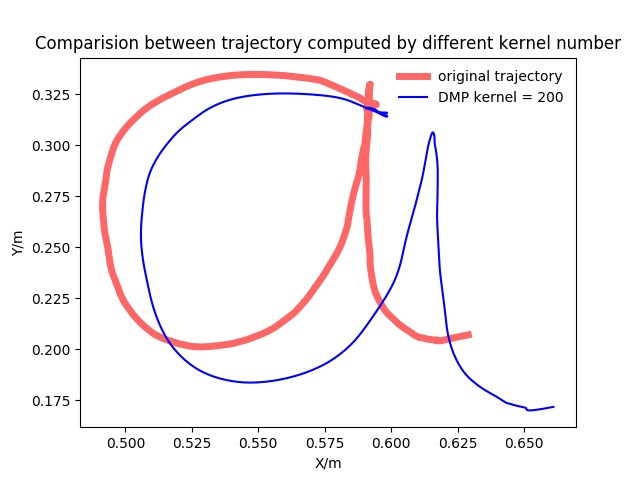 Comparision between trajectory computed by different kernel number
original trajectory
DMP kernel = 200
Y/m
0.325
0.300
0.275
0.250
0.225
0.200
0.175
0.500 0.525 0.550 0.575 0.600 0.625 0.650
X/m